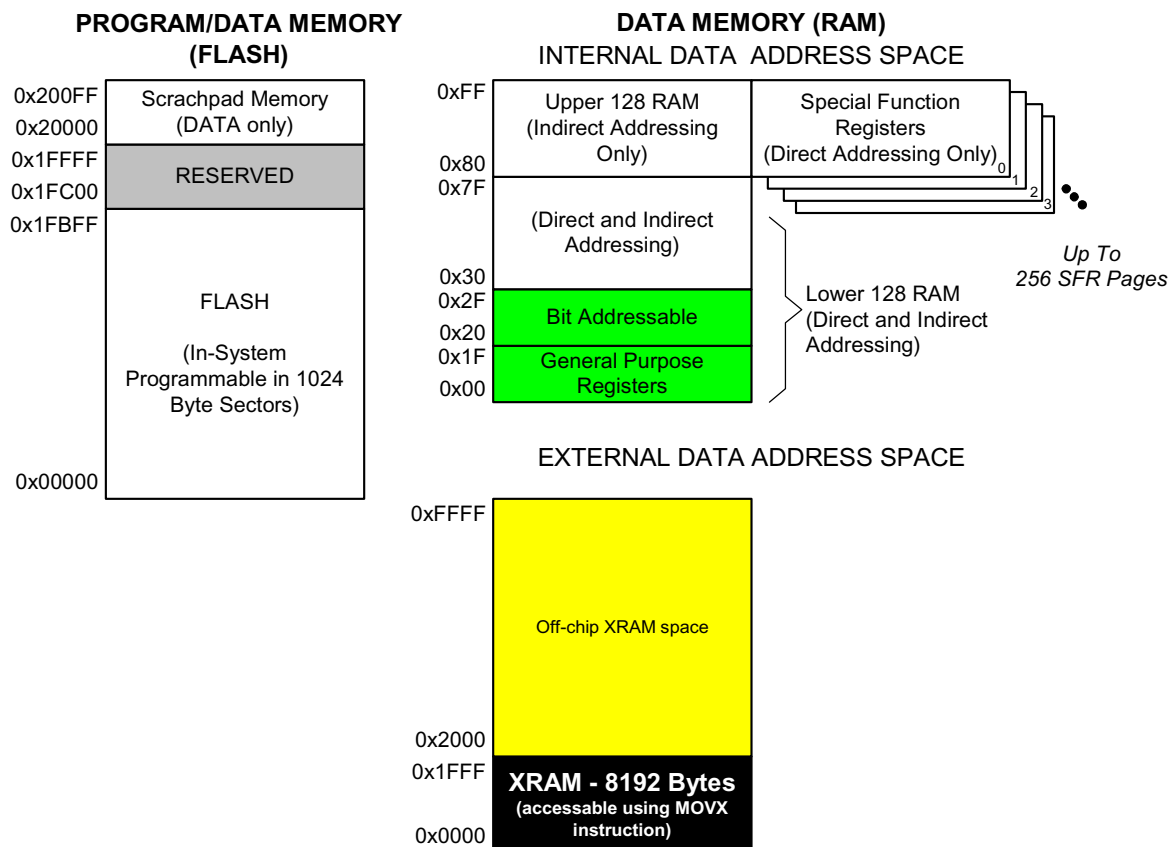 PROGRAM/DATA MEMORY
(FLASH)
0x200FF
Scrachpad Memory
(DATA only)
0x20000
0x1FFFF
RESERVED
0x1FC00
0x1FBFF
FLASH
(In-System
Programmable in 1024
Byte Sectors)
0x00000
DATA MEMORY (RAM)
INTERNAL DATA ADDRESS SPACE
0xFF
Upper 128 RAM
(Indirect Addressing
Only)
0x80
Special Function
Registers
(Direct Addressing Only)
0
1
2
3
Up To
256 SFR Pages
0x7F
(Direct and Indirect
Addressing)
0x30
0x2F
Bit Addressable
0x20
0x1F
General Purpose
Registers
0x00
Lower 128 RAM
(Direct and Indirect
Addressing)
EXTERNAL DATA ADDRESS SPACE
0xFFFF
Off-chip XRAM space
0x2000
0x1FFF
XRAM - 8192 Bytes
(accessable using MOVX
instruction)
0x0000